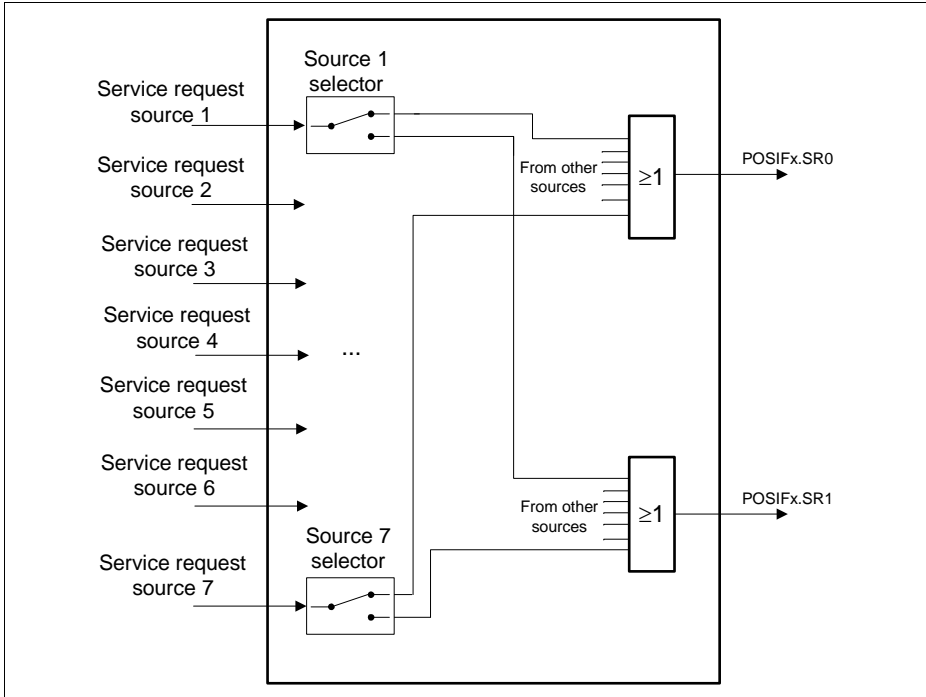 Source 1
selector
Service request
source 1
Service request
source 2
Service request
source 3
Service request
source 4
...
Service request
source 5
Service request
source 6
Service request
source 7
Source 7
selector
From other
sources
≥1
POSIFx.SR0
From other
sources
≥1
POSIFx.SR1